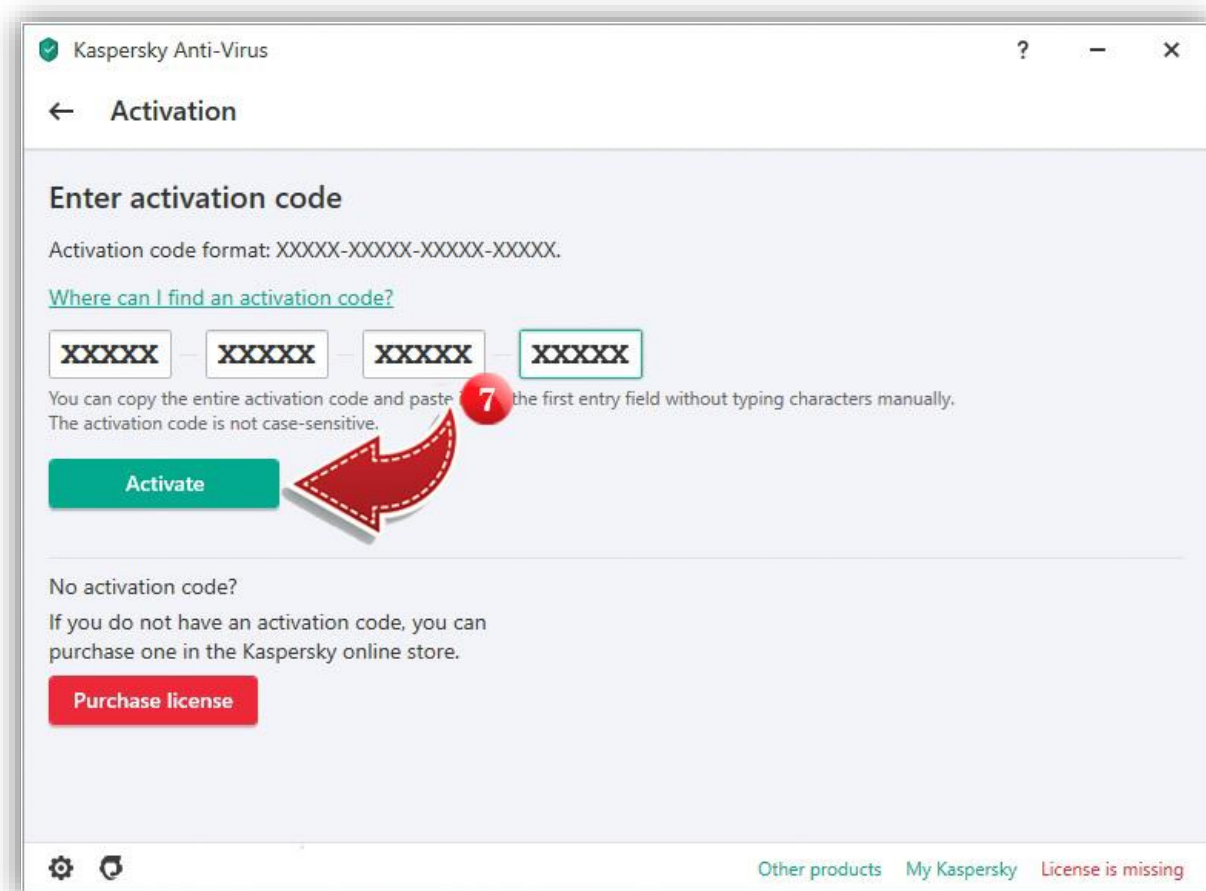 Kaspersky Anti-Virus ?
Activation
Enter activation code
Activation code format: XXXXX-XXXXX-XXXXX-XXXXX.
Where can I find an activation code?
XXXXX XXXXX XXXXX XXXXX
You can copy the entire activation code and paste 7 the first entry field without typing characters manually.
The activation code is not case-sensitive.
Activate
No activation code?
If you do not have an activation code, you can
purchase one in the Kaspersky online store.
Purchase license
Other products My Kaspersky License is missing